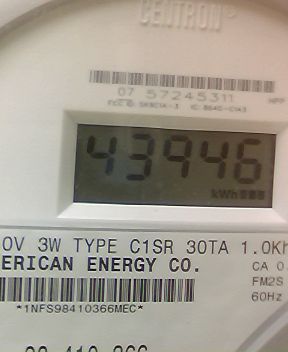 CENTRON®
07 57245311
43946
kWh
0V 3W TYPE C1SR 30TA 1.0Kh
ERICAN ENERGY CO.
CA 0.
FM2S
60Hz
*1NFS98410366MEC*